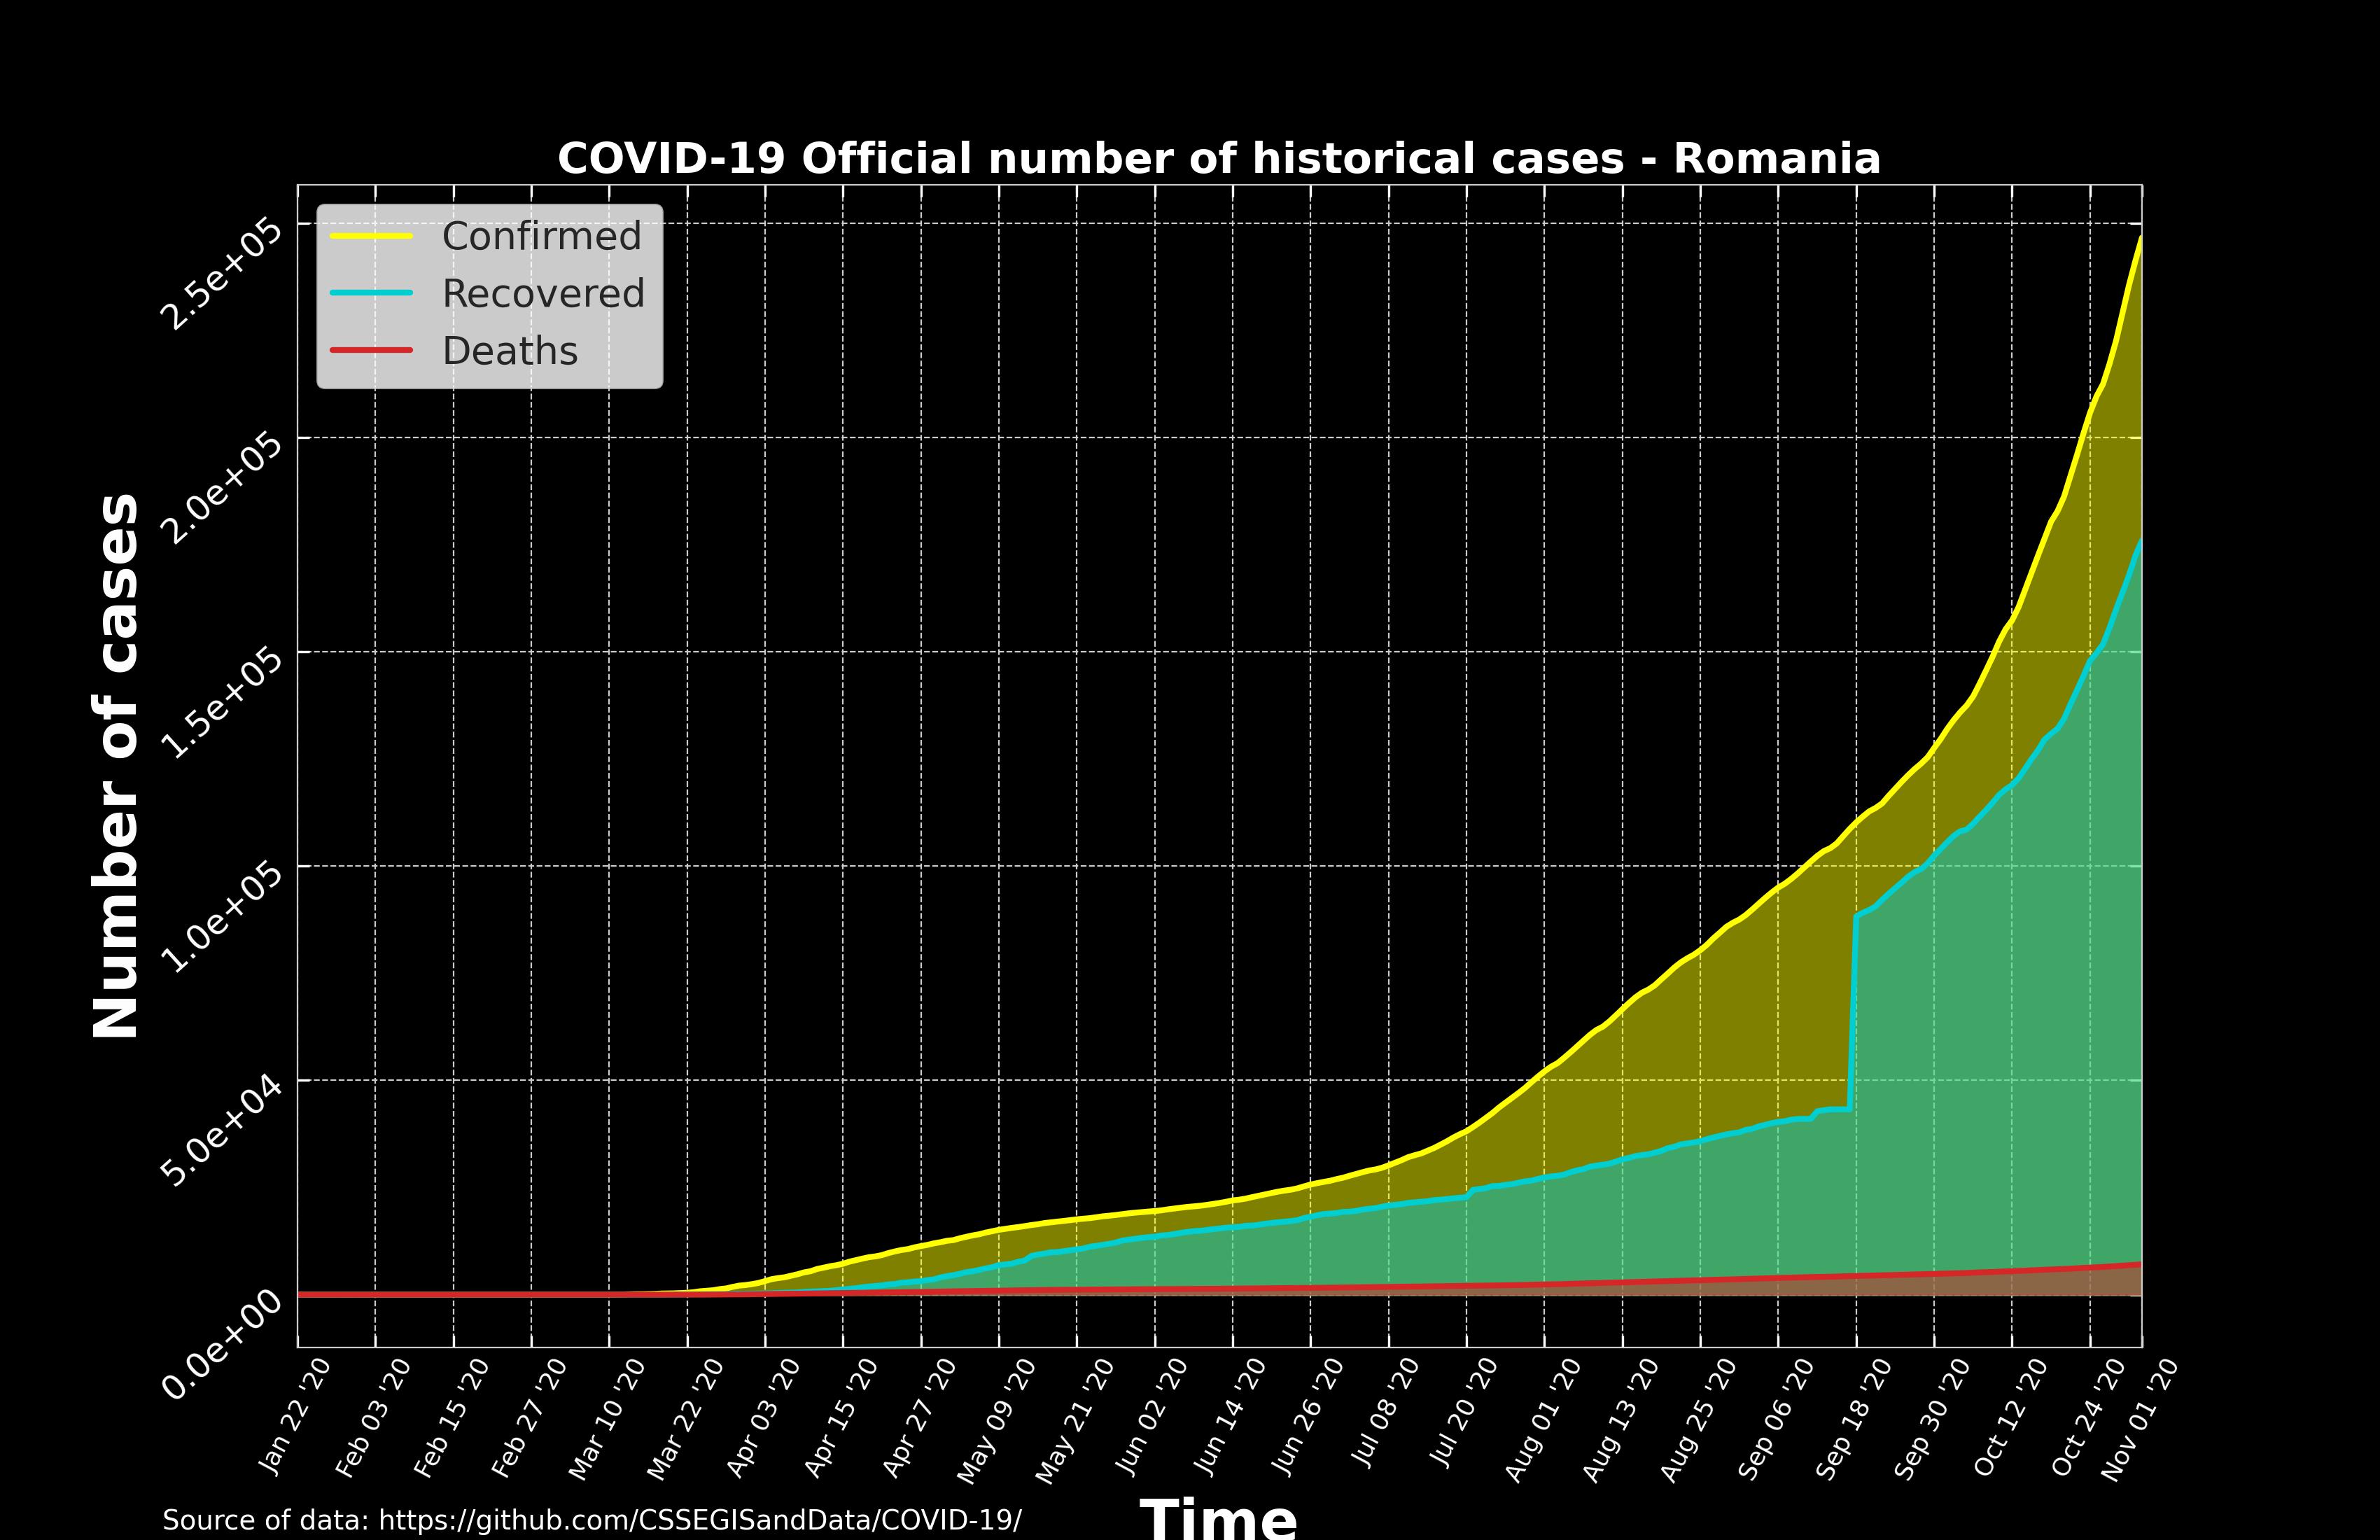 COVID-19 Official number of historical cases - Romania
Confirmed
Recovered
Deaths
Number of cases
2.5e+05
2.0e+05
1.5e+05
1.0e+05
5.0e+04
0.0e+00
Jan 22 '20
Feb 03 '20
Feb 15 '20
Feb 27 '20
Mar 10 '20
Mar 22 '20
Apr 03 '20
Apr 15 '20
Apr 27 '20
May 09 '20
May 21 '20
Jun 02 '20
Jun 14 '20
Jun 26 '20
Jul 08 '20
Jul 20 '20
Aug 01 '20
Aug 13 '20
Aug 25 '20
Sep 06 '20
Sep 18 '20
Sep 30 '20
Oct 12 '20
Oct 24 '20
Nov 01 '20
Time
Source of data: https://github.com/CSSEGISandData/COVID-19/